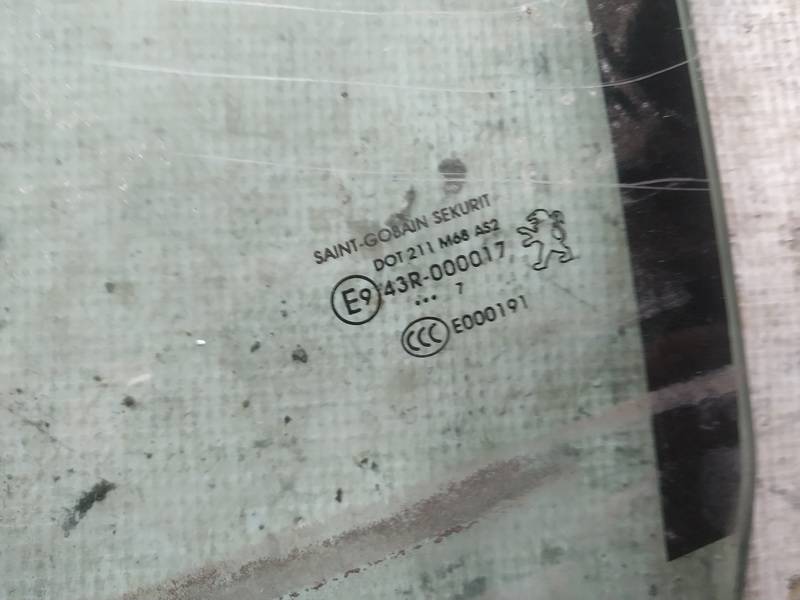 SAINT-GOBAIN SEKURIT
DOT 211 M68 AS2
E9 43R-000017
... 7
CCC E000191